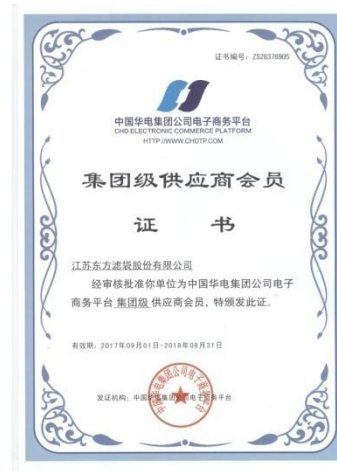 证书编号：ZS28376905
中国华电集团公司电子商务平台
CHD ELECTRONIC COMMERCE PLATFORM
HTTP://WWW.CHDTP.COM
集团级供应商会员
证 书
江苏东方滤袋股份有限公司
经审核批准你单位为中国华电集团公司电子
商务平台 集团级 供应商会员，特颁发此证。
有效期：2017年09月01日-2018年08月31日
发证机构：中国华电集团公司电子商务平台